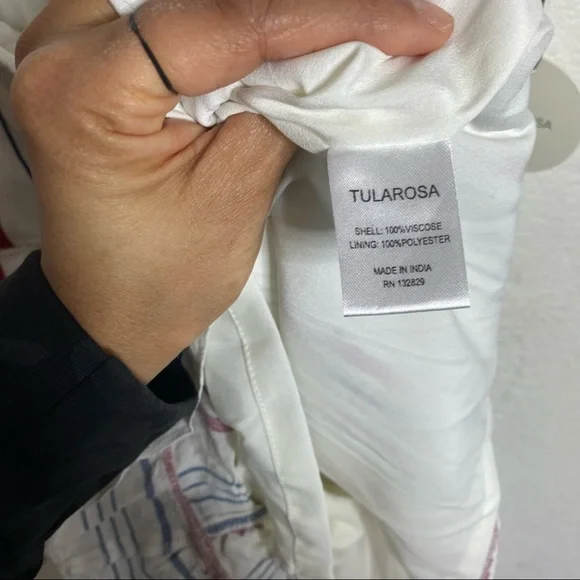 TULAROSA
SHELL: 100%VISCOSE
LINING: 100%POLYESTER
MADE IN INDIA
RN 132829